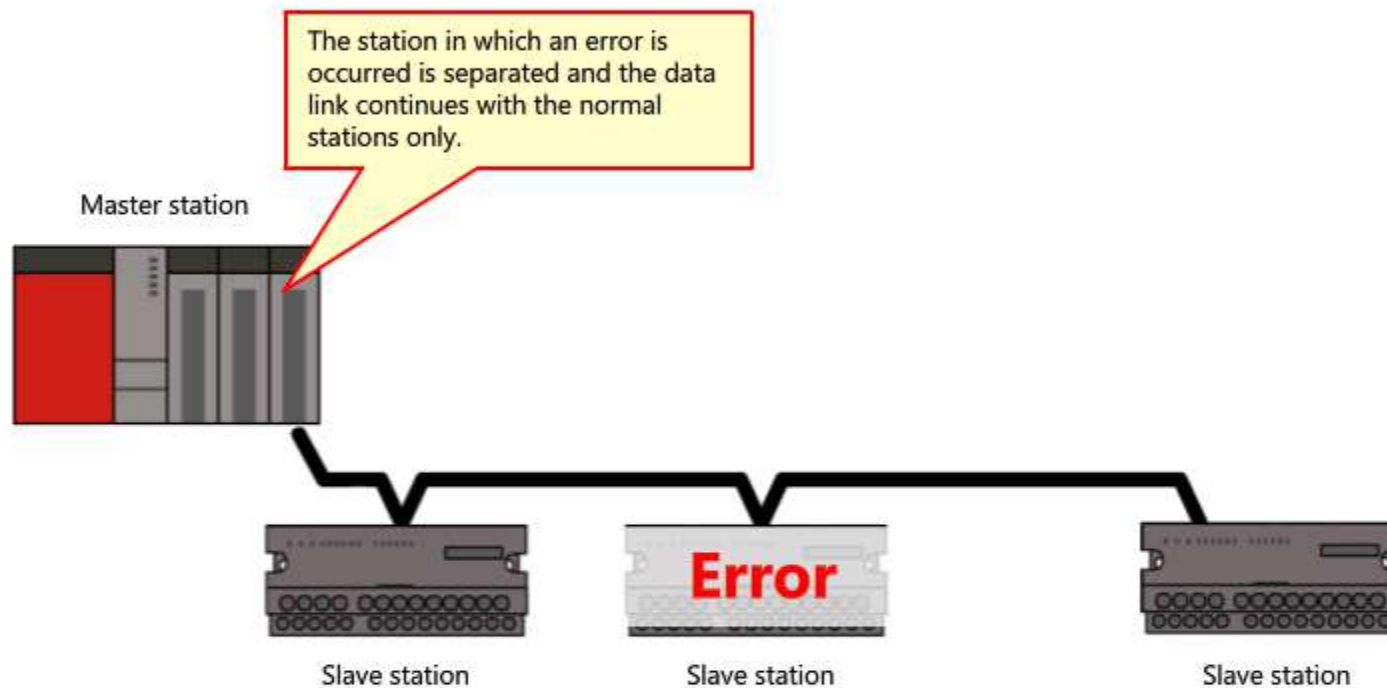 The station in which an error is
occurred is separated and the data
link continues with the normal
stations only.
Master station
Error
Slave station
Slave station
Slave station